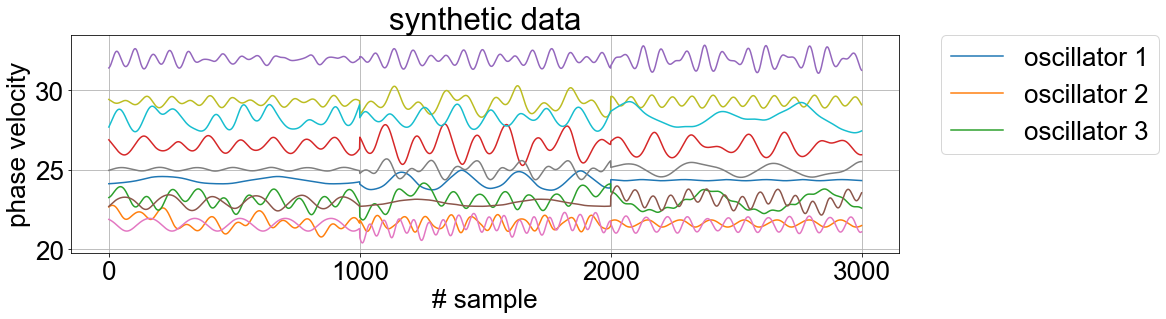 synthetic data
phase velocity
30
25
20
0 1000 2000 3000
# sample
oscillator 1
oscillator 2
oscillator 3